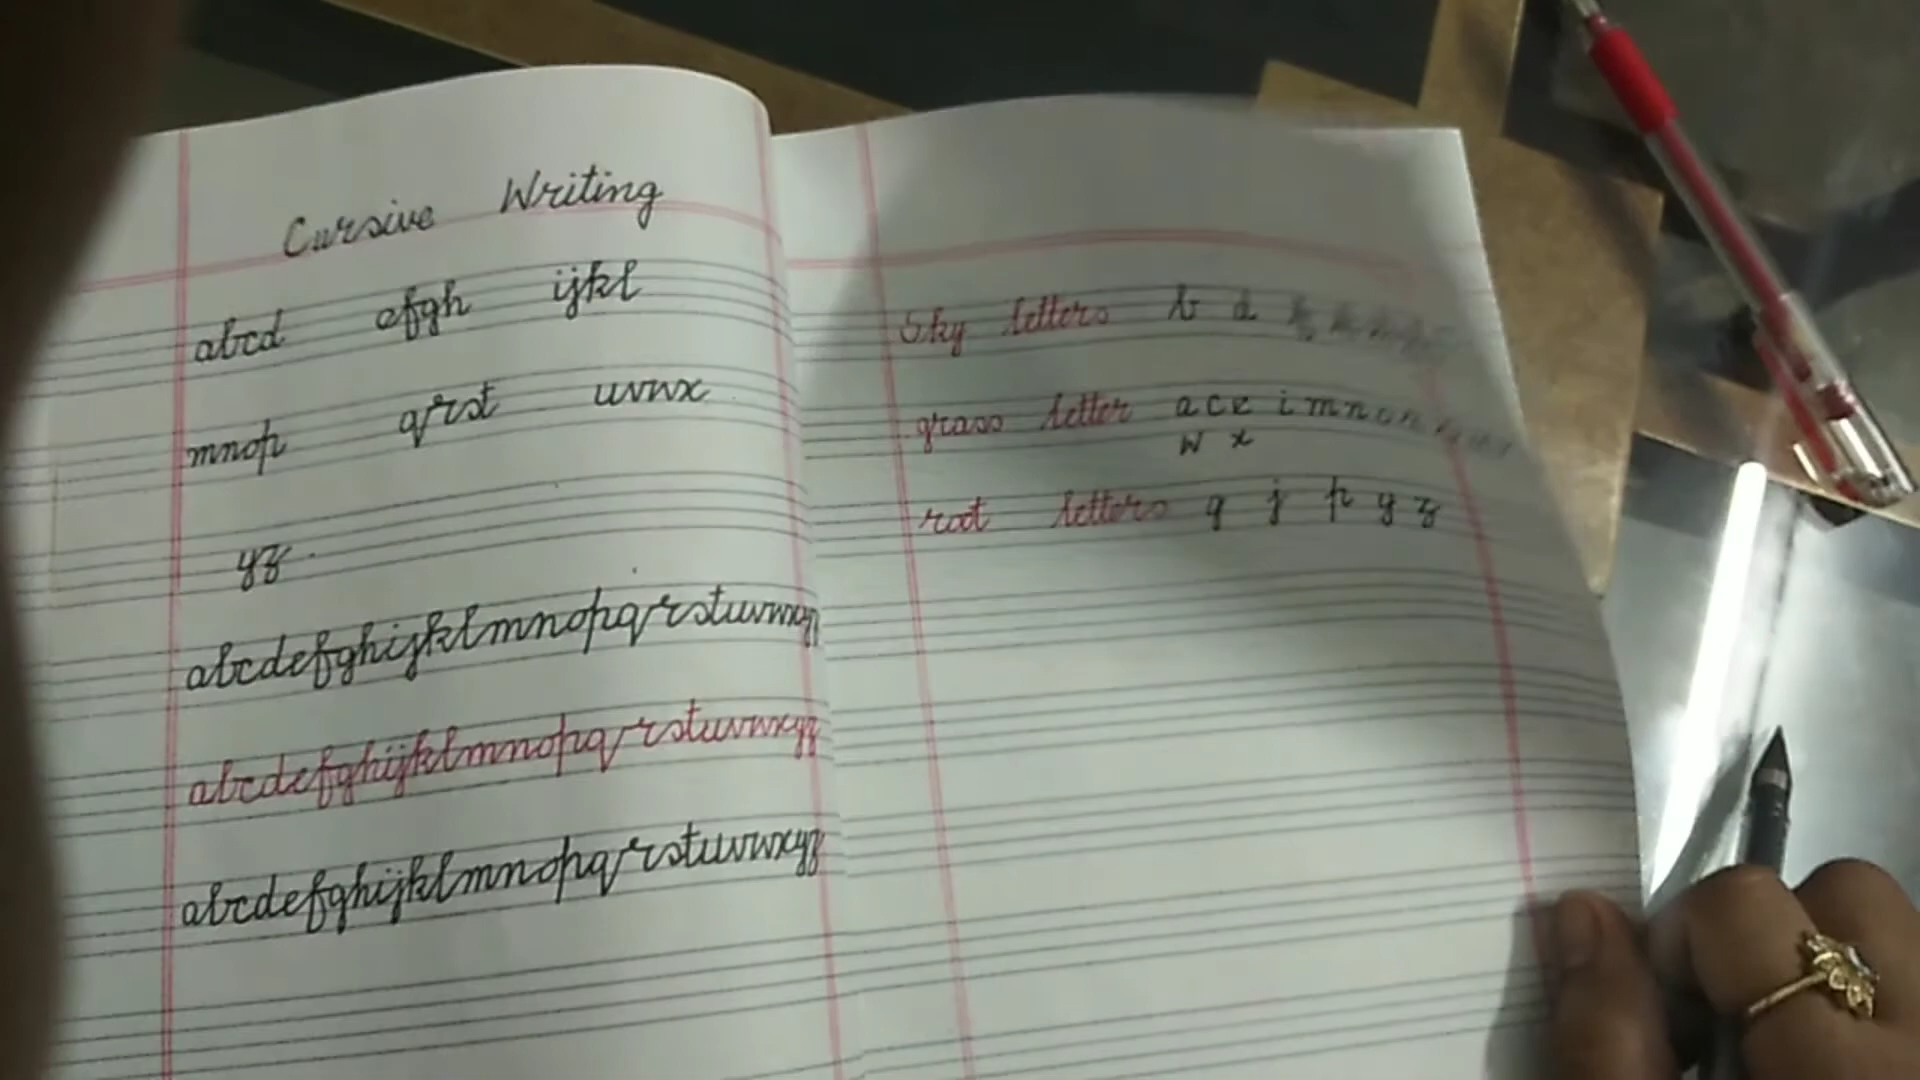 Cursive Writing
abcd efgh ijkl
mnop qrst uvwx
yz
abcdefghijklmnopqrstuvwxyz
abcdefghijklmnopqrstuvwxyz
abcdefghijklmnopqrstuvwxyz
Sky letters b d
grass letter a c e i m n o
w x
root letters q j p y z